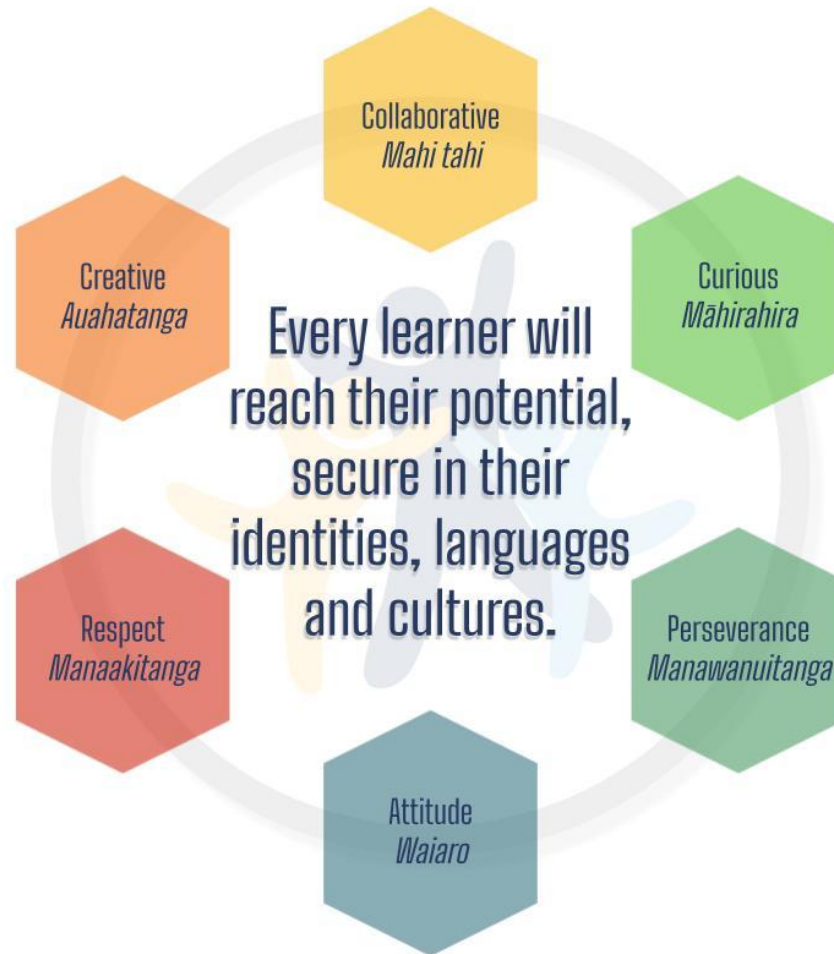 Collaborative
Mahi tahi
Creative
Auahatanga
Curious
Māhirahira
Every learner will
reach their potential,
secure in their
identities, languages
and cultures.
Respect
Manaakitanga
Perseverance
Manawanuitanga
Attitude
Waiaro